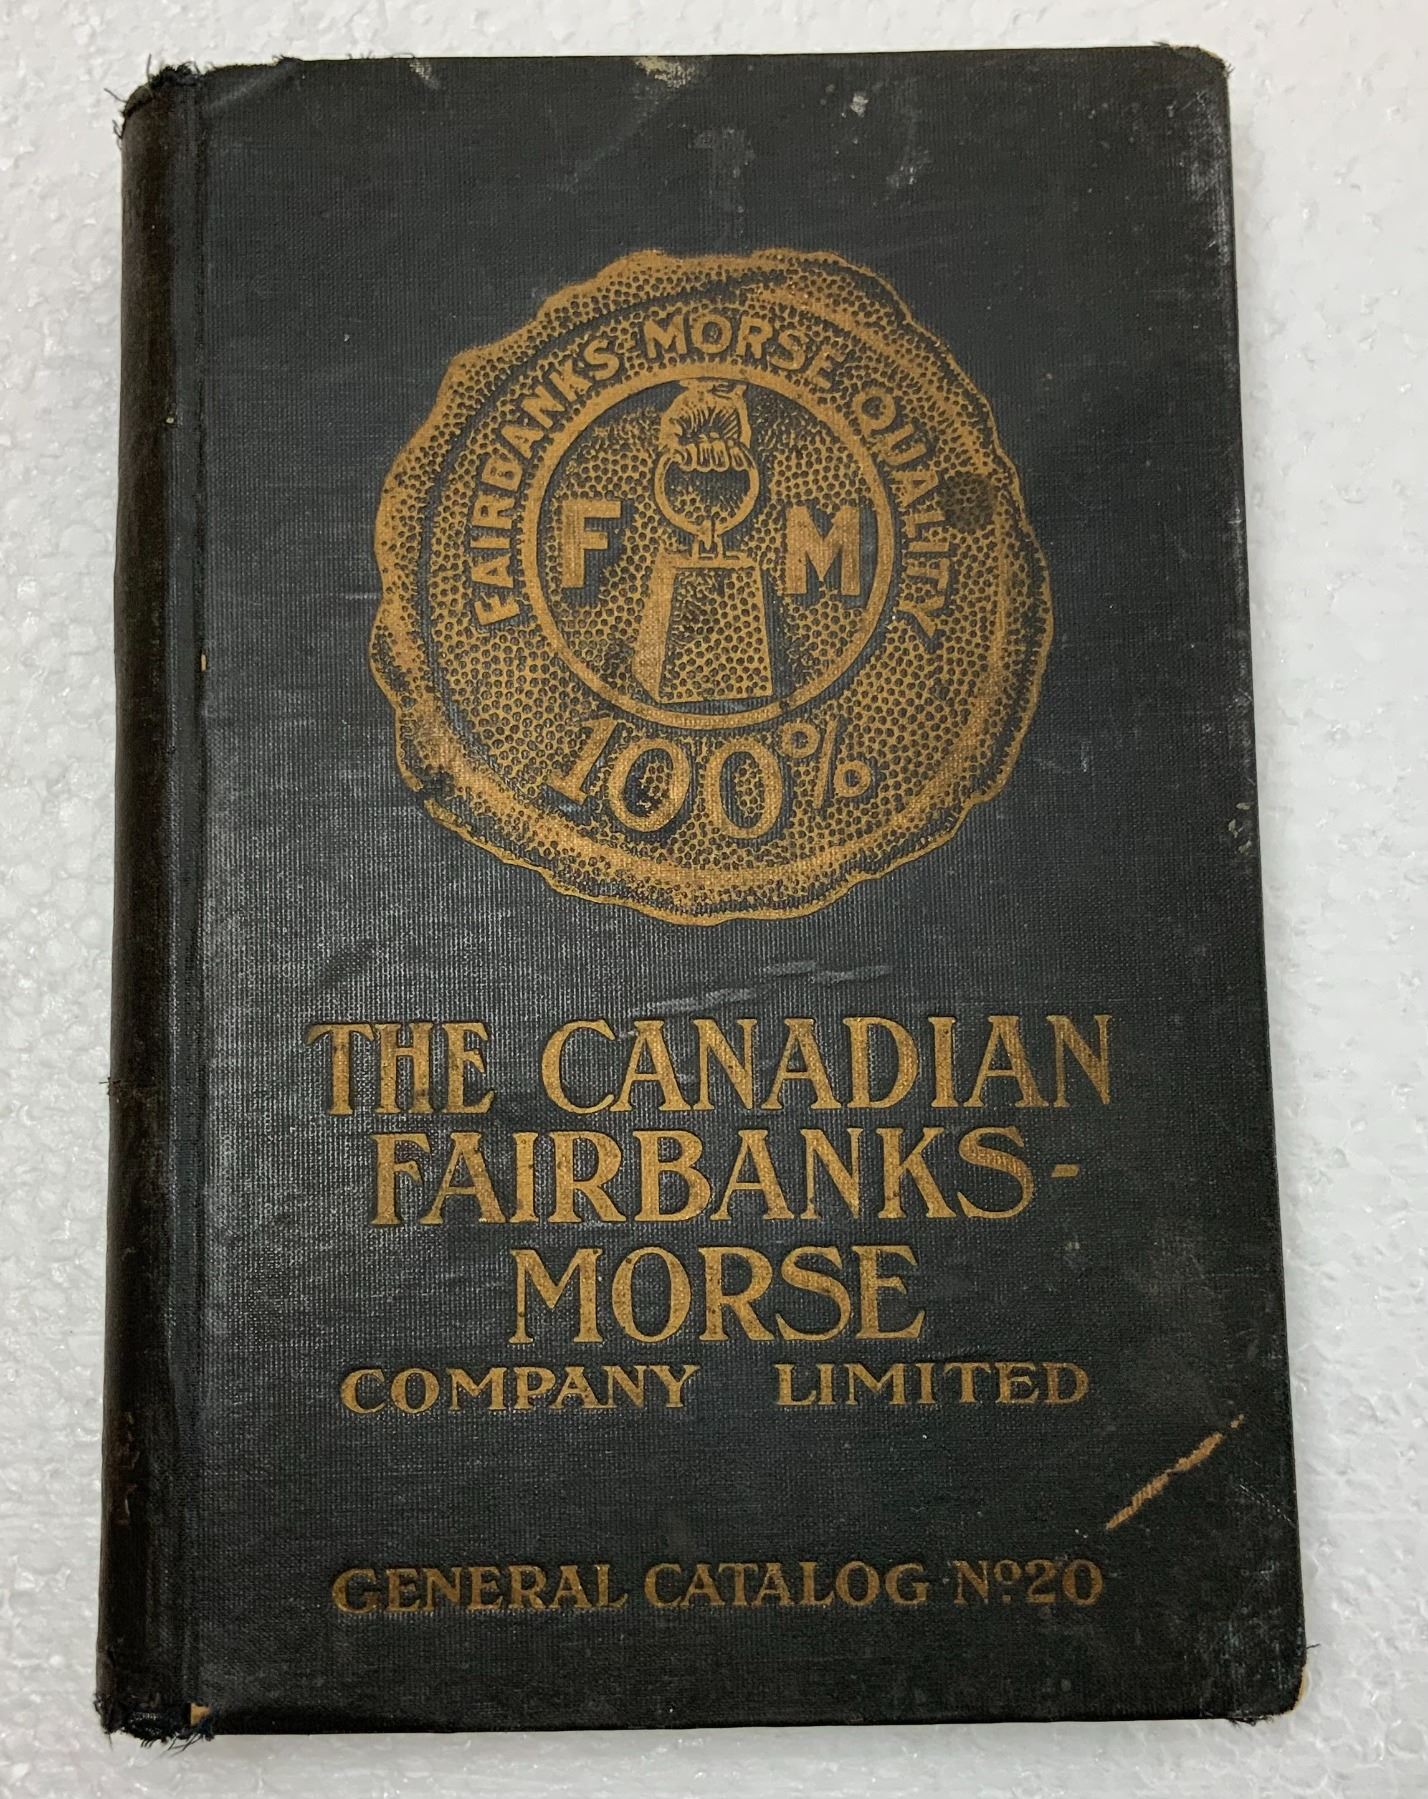 FAIRBANKS·MORSE·QUALITY
F M
100%
THE CANADIAN
FAIRBANKS-
MORSE
COMPANY LIMITED
GENERAL CATALOG Nº20